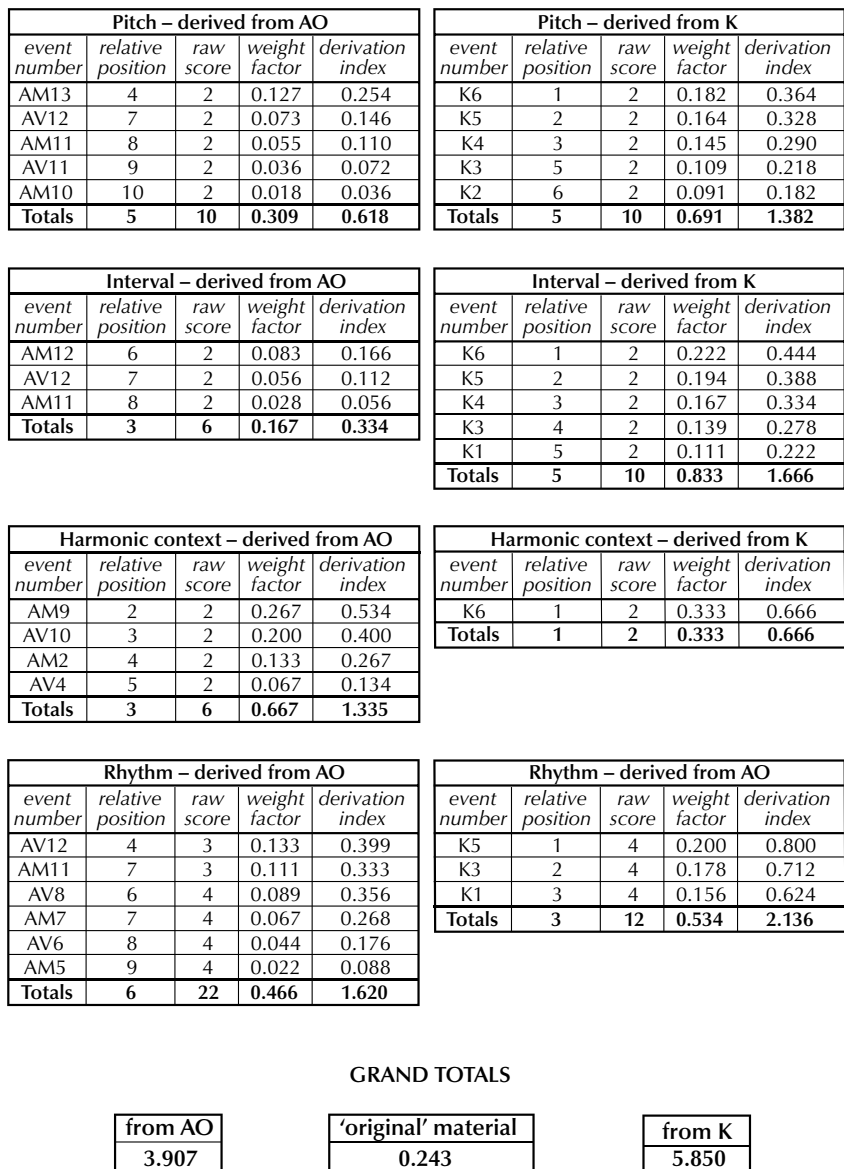 Pitch – derived from AO
event number relative position raw score weight factor derivation index
AM13 4 2 0.127 0.254
AV12 7 2 0.073 0.146
AM11 8 2 0.055 0.110
AV11 9 2 0.036 0.072
AM10 10 2 0.018 0.036
Totals 5 10 0.309 0.618
Pitch – derived from K
event number relative position raw score weight factor derivation index
K6 1 2 0.182 0.364
K5 2 2 0.164 0.328
K4 3 2 0.145 0.290
K3 5 2 0.109 0.218
K2 6 2 0.091 0.182
Totals 5 10 0.691 1.382
Interval – derived from AO
event number relative position raw score weight factor derivation index
AM12 6 2 0.083 0.166
AV12 7 2 0.056 0.112
AM11 8 2 0.028 0.056
Totals 3 6 0.167 0.334
Interval – derived from K
event number relative position raw score weight factor derivation index
K6 1 2 0.222 0.444
K5 2 2 0.194 0.388
K4 3 2 0.167 0.334
K3 4 2 0.139 0.278
K1 5 2 0.111 0.222
Totals 5 10 0.833 1.666
Harmonic context – derived from AO
event number relative position raw score weight factor derivation index
AM9 2 2 0.267 0.534
AV10 3 2 0.200 0.400
AM2 4 2 0.133 0.267
AV4 5 2 0.067 0.134
Totals 3 6 0.667 1.335
Harmonic context – derived from K
event number relative position raw score weight factor derivation index
K6 1 2 0.333 0.666
Totals 1 2 0.333 0.666
Rhythm – derived from AO
event number relative position raw score weight factor derivation index
AV12 4 3 0.133 0.399
AM11 7 3 0.111 0.333
AV8 6 4 0.089 0.356
AM7 7 4 0.067 0.268
AV6 8 4 0.044 0.176
AM5 9 4 0.022 0.088
Totals 6 22 0.466 1.620
Rhythm – derived from AO
event number relative position raw score weight factor derivation index
K5 1 4 0.200 0.800
K3 2 4 0.178 0.712
K1 3 4 0.156 0.624
Totals 3 12 0.534 2.136
GRAND TOTALS
from AO
3.907
‘original’ material
0.243
from K
5.850